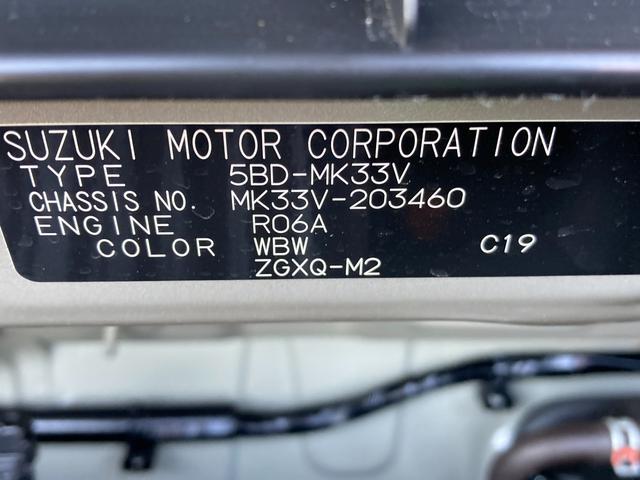 SUZUKI MOTOR CORPORATION
TYPE 5BD-MK33V
CHASSIS NO. MK33V-203460
ENGINE R06A
COLOR WBW C19
ZGXQ-M2